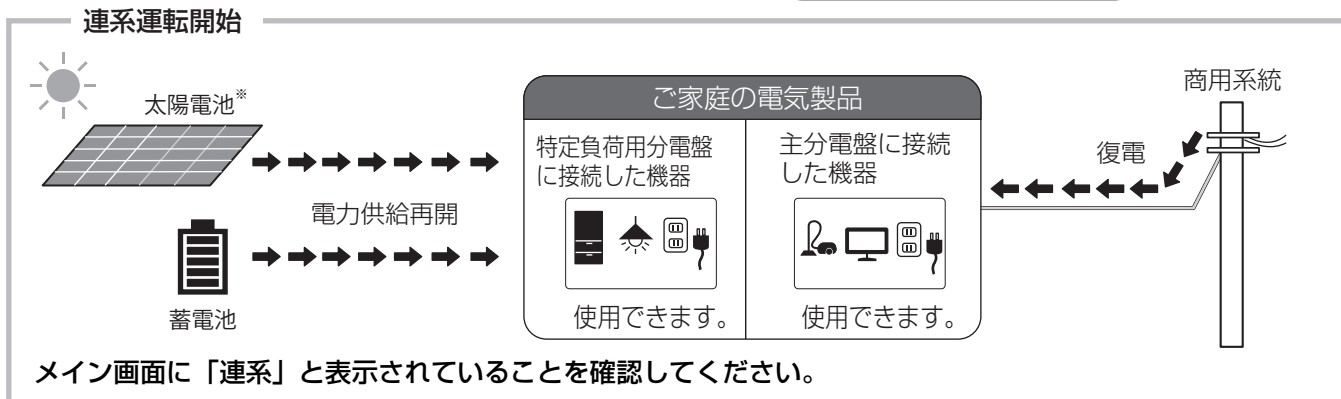 連系運転開始
太陽電池※
商用系統
ご家庭の電気製品
特定負荷用分電盤
に接続した機器
主分電盤に接続
した機器
復電
電力供給再開
蓄電池
使用できます。
使用できます。
メイン画面に「連系」と表示されていることを確認してください。